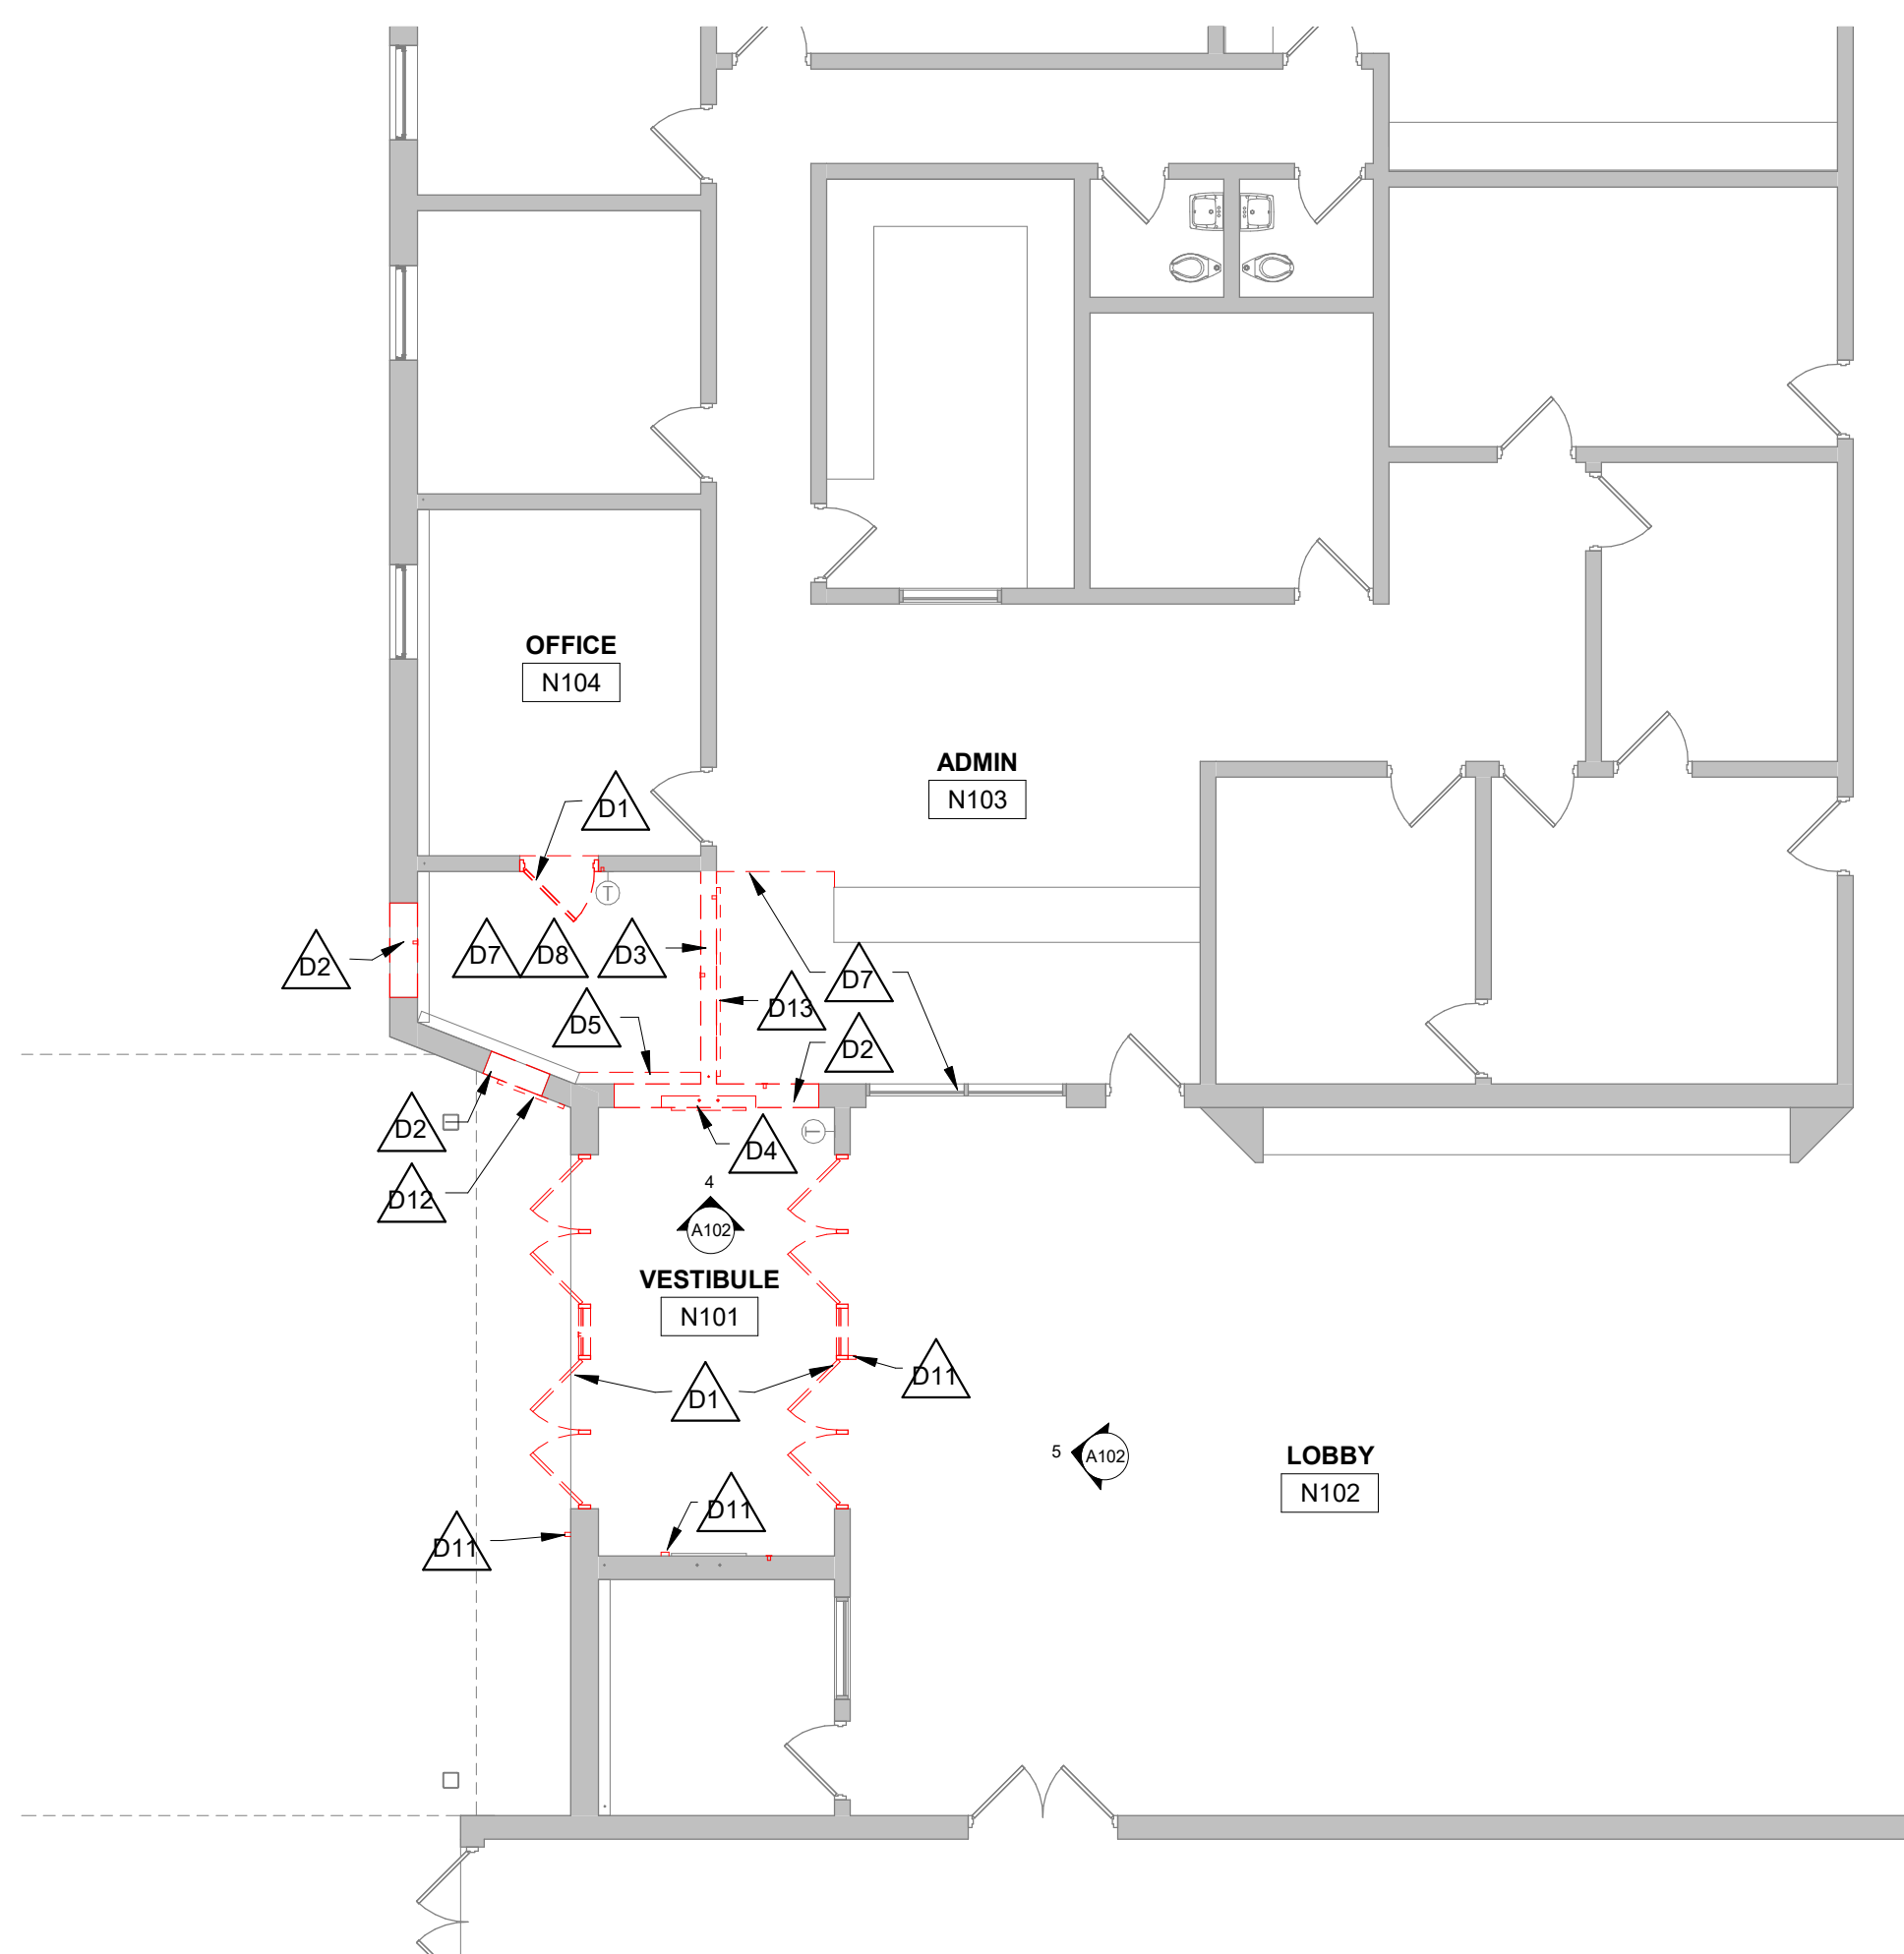 OFFICE
N104
ADMIN
N103
D1
T
D2
D7
D8
D3
D7
D13
D5
D2
D2
D4
T
D12
4
A102
VESTIBULE
N101
D11
D1
5
A102
LOBBY
N102
D11
D11